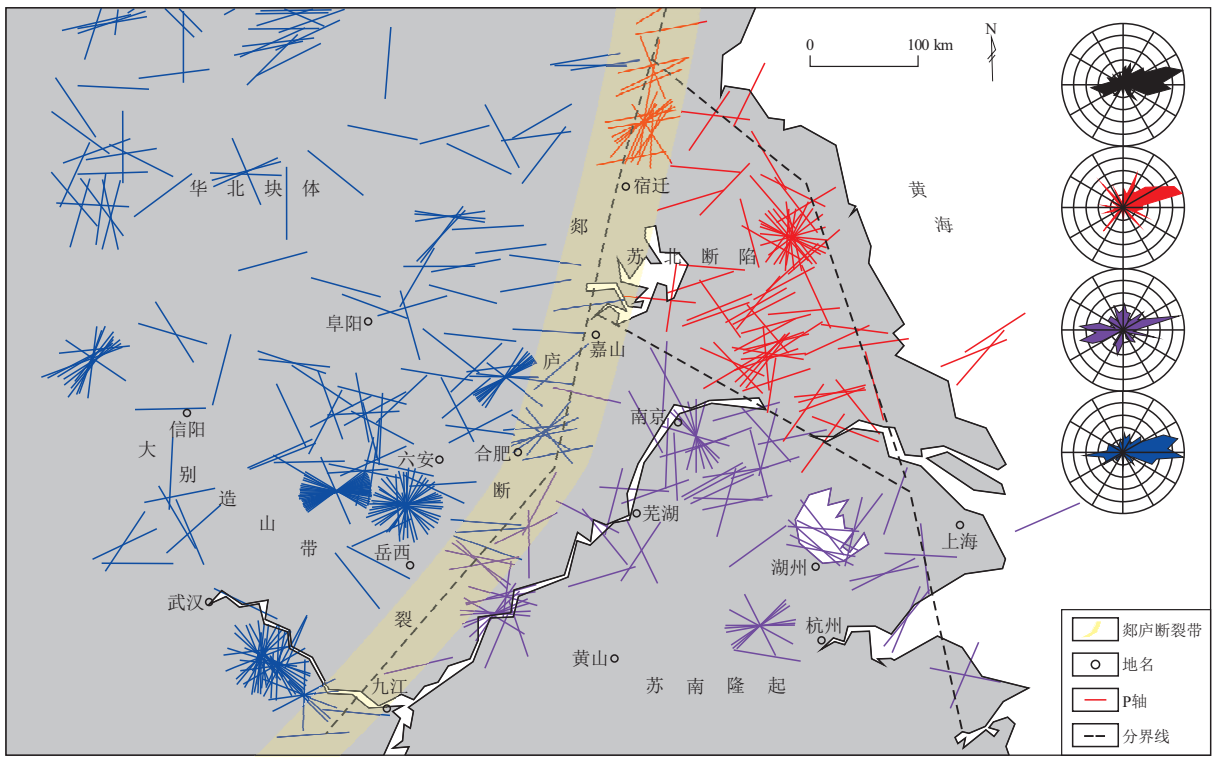 0 100 km
N
宿迁
黄
海
华北块体
郯
苏北断陷
阜阳
嘉山
庐
南京
信阳
大
别
造
山
带
六安
合肥
断
芜湖
上海
岳西
湖州
武汉
裂
杭州
黄山
九江
苏南隆起
郯庐断裂带
地名
P轴
分界线